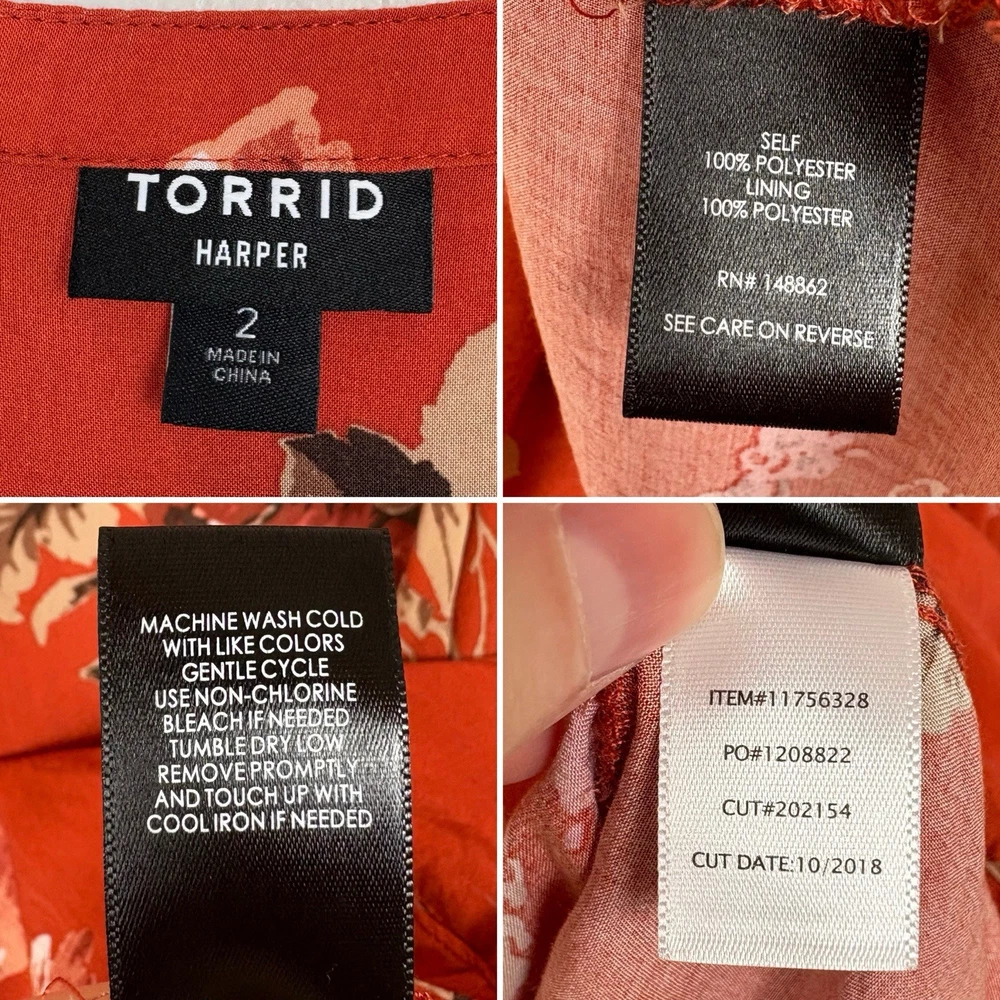 TORRID
HARPER
2
MADE IN
CHINA
SELF
100% POLYESTER
LINING
100% POLYESTER
RN# 148862
SEE CARE ON REVERSE
MACHINE WASH COLD
WITH LIKE COLORS
GENTLE CYCLE
USE NON-CHLORINE
BLEACH IF NEEDED
TUMBLE DRY LOW
REMOVE PROMPTLY
AND TOUCH UP WITH
COOL IRON IF NEEDED
ITEM#11756328
PO#1208822
CUT#202154
CUT DATE:10/2018